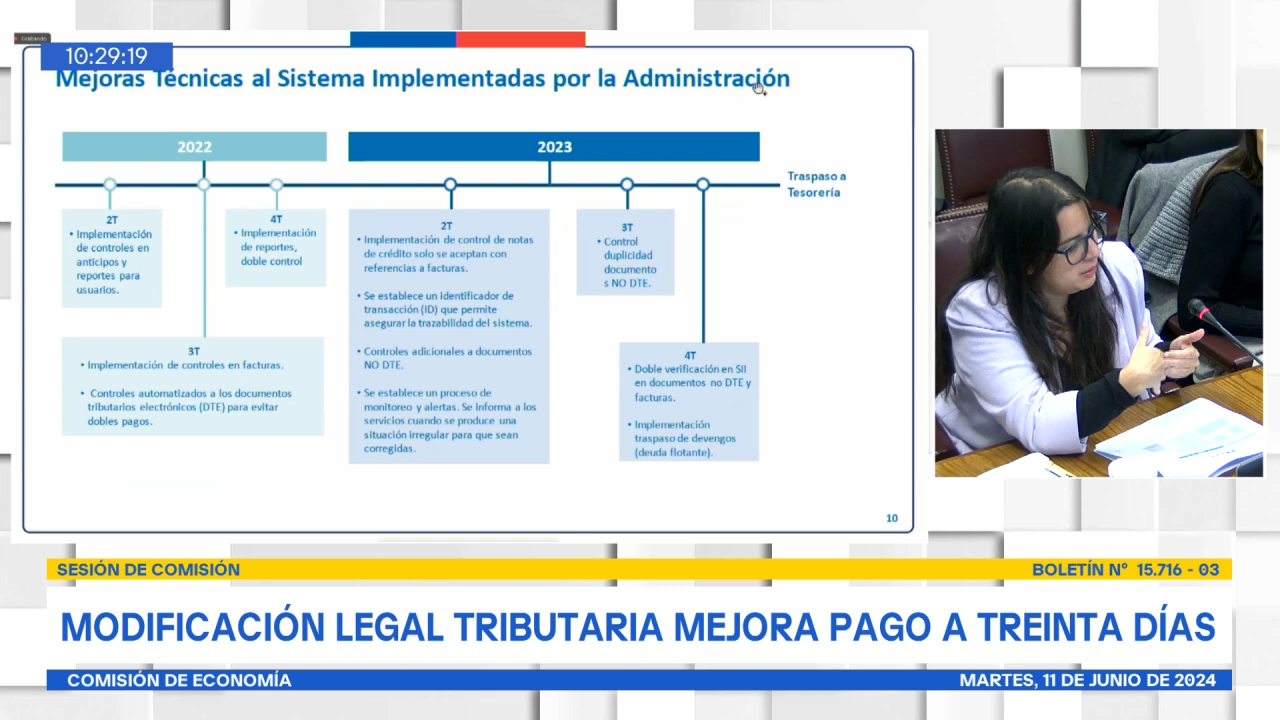 Grabando
10:29:19
Mejoras Técnicas al Sistema Implementadas por la Administración
2022
2023
Traspaso a
Tesorería
2T
• Implementación
de controles en
anticipos y
reportes para
usuarios.
4T
• Implementación
de reportes,
doble control
3T
• Implementación de controles en facturas.
• Controles automatizados a los documentos
tributarios electrónicos (DTE) para evitar
dobles pagos.
2T
• Implementación de control de notas
de crédito solo se aceptan con
referencias a facturas.
• Se establece un identificador de
transacción (ID) que permite
asegurar la trazabilidad del sistema.
• Controles adicionales a documentos
NO DTE.
• Se establece un proceso de
monitoreo y alertas. Se informa a los
servicios cuando se produce una
situación irregular para que sean
corregidas.
3T
• Control
duplicidad
documento
s NO DTE.
4T
• Doble verificación en SII
en documentos no DTE y
facturas.
• Implementación
traspaso de devengos
(deuda flotante).
10
SESIÓN DE COMISIÓN
BOLETÍN N° 15.716 - 03
MODIFICACIÓN LEGAL TRIBUTARIA MEJORA PAGO A TREINTA DÍAS
COMISIÓN DE ECONOMÍA
MARTES, 11 DE JUNIO DE 2024